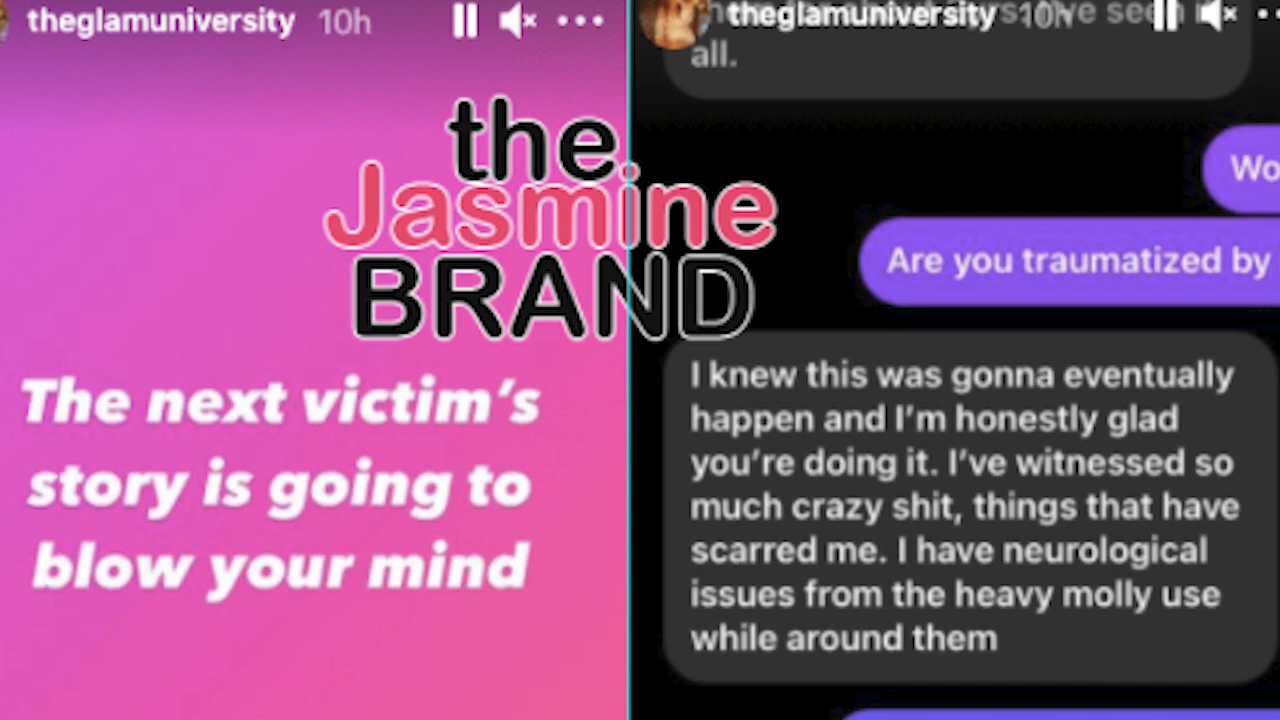 theglamuniversity 10h
the
Jasmine
BRAND
The next victim's
story is going to
blow your mind
theglamuniversity 10h
all.
Wo
Are you traumatized by
I knew this was gonna eventually
happen and I'm honestly glad
you're doing it. I've witnessed so
much crazy shit, things that have
scarred me. I have neurological
issues from the heavy molly use
while around them